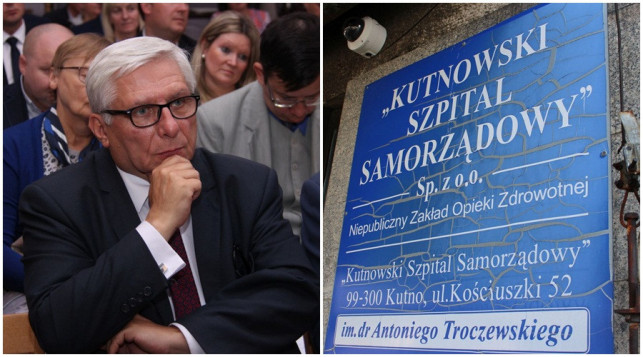 „KUTNOWSKI
SZPITAL
SAMORZĄDOWY”
Sp. z o.o.
Niepubliczny Zakład Opieki Zdrowotnej
„Kutnowski Szpital Samorządowy”
99-300 Kutno, ul.Kościuszki 52
im.dr Antoniego Troczewskiego